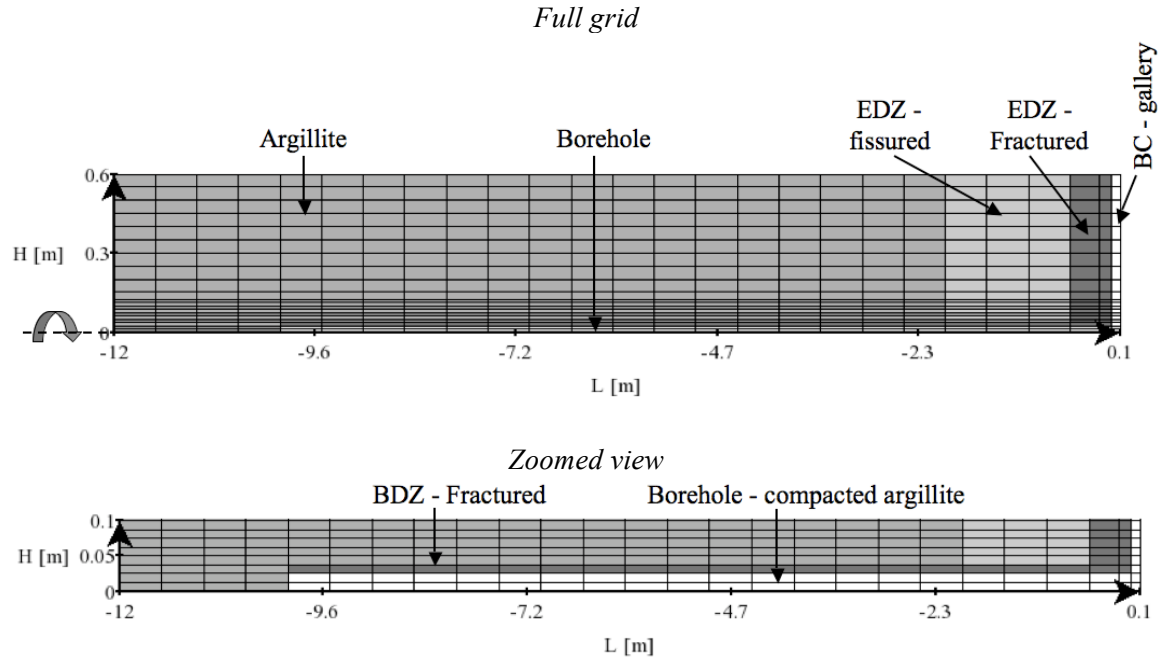 Full grid
BC - gallery
EDZ -
fissured
EDZ -
Fractured
Argillite
Borehole
0.6
H [m]
0.3
0
-12
-9.6
-7.2
-4.7
-2.3
0.1
L [m]
Zoomed view
BDZ - Fractured
Borehole - compacted argillite
0.1
H [m]
0.05
0
-12
-9.6
-7.2
-4.7
-2.3
0.1
L [m]